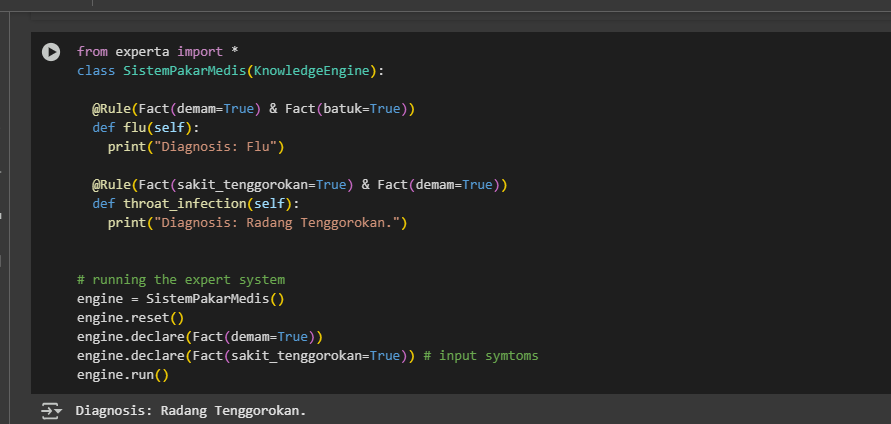 from experta import *
class SistemPakarMedis(KnowledgeEngine):
@Rule(Fact(demam=True) & Fact(batuk=True))
def flu(self):
print("Diagnosis: Flu")
@Rule(Fact(sakit_tenggorokan=True) & Fact(demam=True))
def throat_infection(self):
print("Diagnosis: Radang Tenggorokan.")
# running the expert system
engine = SistemPakarMedis()
engine.reset()
engine.declare(Fact(demam=True))
engine.declare(Fact(sakit_tenggorokan=True)) # input symtoms
engine.run()
Diagnosis: Radang Tenggorokan.